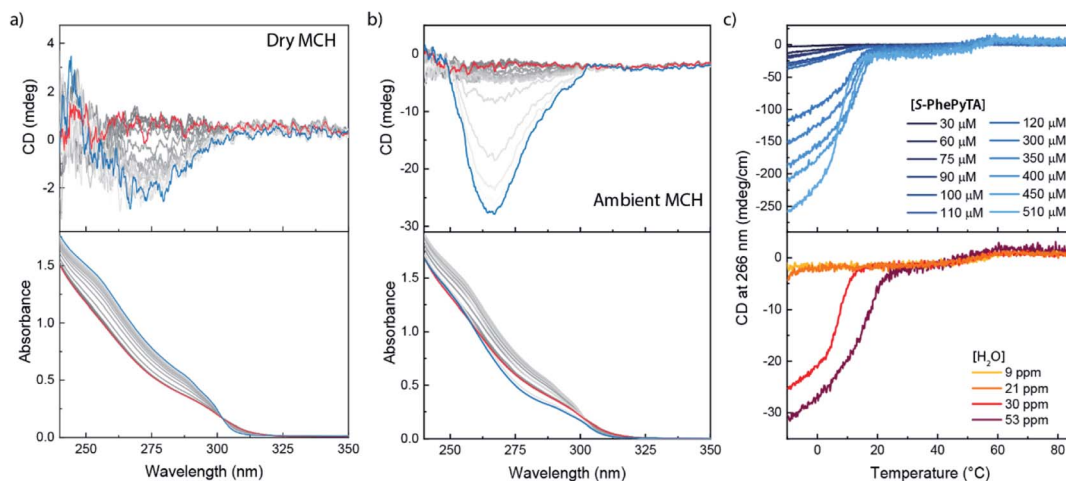 a)
Dry MCH
CD (mdeg)
4
2
0
-2
Absorbance
1.5
1.0
0.5
0.0
250 275 300 325 350
Wavelength (nm)
b)
Ambient MCH
CD (mdeg)
0
-10
-20
-30
Absorbance
1.5
1.0
0.5
0.0
250 275 300 325 350
Wavelength (nm)
c)
CD at 266 nm (mdeg/cm)
0
-50
-100
-150
-200
-250
[S-PhePyTA]
30 μM 120 μM
60 μM 300 μM
75 μM 350 μM
90 μM 400 μM
100 μM 450 μM
110 μM 510 μM
0
-10
-20
-30
[H₂O]
9 ppm
21 ppm
30 ppm
53 ppm
0 20 40 60 80
Temperature (°C)